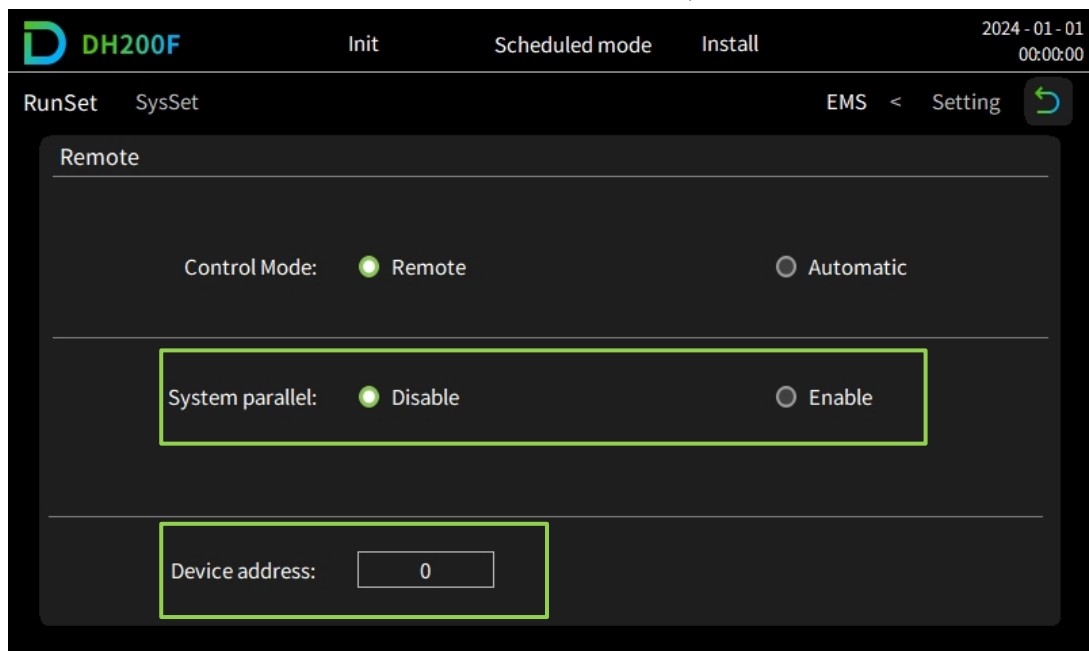 DH200F Init Scheduled mode Install 2024-01-01
00:00:00
RunSet SysSet EMS < Setting
Remote
Control Mode: Remote Automatic
System parallel: Disable Enable
Device address: 0